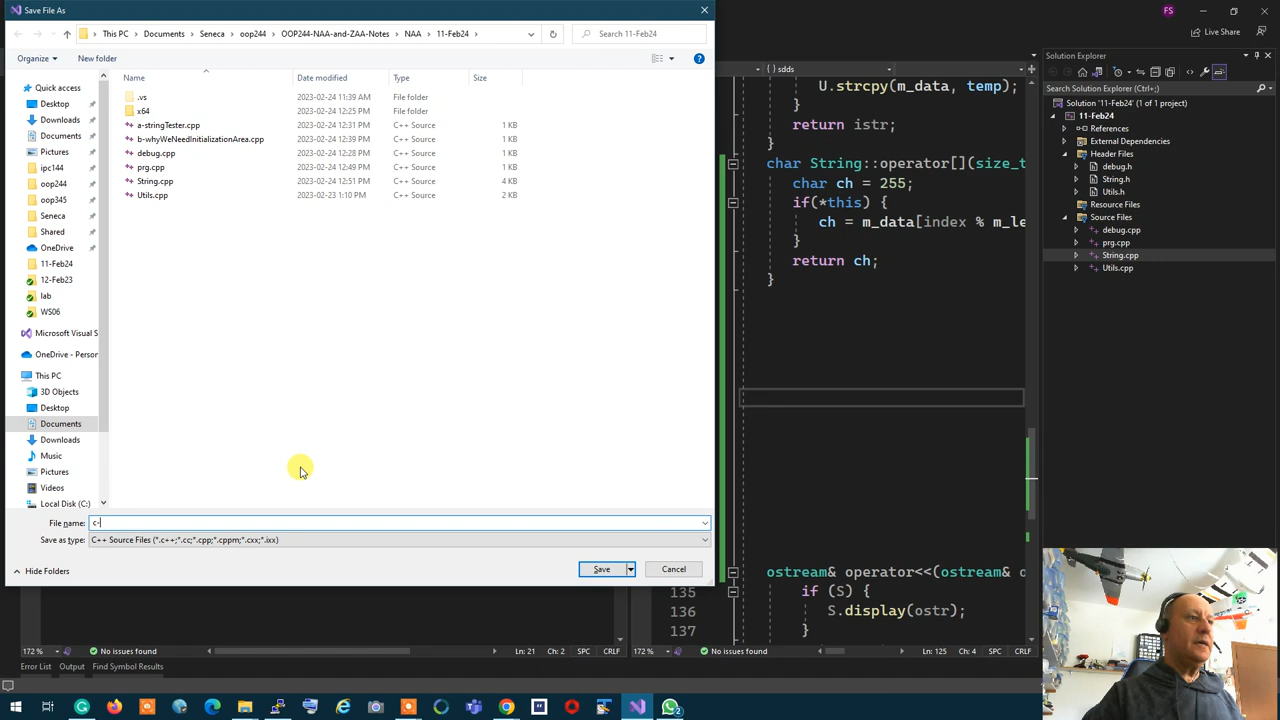 Save File As
FS
This PC > Documents > Seneca > oop244 > OOP244-NAA-and-ZAA-Notes > NAA > 11-Feb24 >
Search 11-Feb24
Live Share
Organize
New folder
Name
Date modified
Type
Size
Quick access
Desktop
Downloads
Documents
Pictures
ipc144
oop244
oop345
Seneca
Shared
OneDrive
11-Feb24
12-Feb23
lab
WS06
Microsoft Visual S
OneDrive - Person
This PC
3D Objects
Desktop
Documents
Downloads
Music
Pictures
Videos
Local Disk (C:)
.vs 2023-02-24 11:39 AM File folder
x64 2023-02-24 12:25 PM File folder
a-stringTester.cpp 2023-02-24 12:31 PM C++ Source 1 KB
b-whyWeNeedInitializationArea.cpp 2023-02-24 12:39 PM C++ Source 1 KB
debug.cpp 2023-02-24 12:28 PM C++ Source 1 KB
prg.cpp 2023-02-24 12:49 PM C++ Source 1 KB
String.cpp 2023-02-24 12:51 PM C++ Source 4 KB
Utils.cpp 2023-02-23 1:10 PM C++ Source 2 KB
File name: c-
Save as type: C++ Source Files (*.c++;*.cc;*.cpp;*.cppm;*.cxx;*.ixx)
Hide Folders
Save
Cancel
{} sdds
U.strcpy(m_data, temp);
}
return istr;
}
char String::operator[](size_t
char ch = 255;
if(*this) {
ch = m_data[index % m_le
}
return ch;
}
ostream& operator<<(ostream& o
135 if (S) {
136 S.display(ostr);
137 }
Solution Explorer
Search Solution Explorer (Ctrl+;)
Solution '11-Feb24' (1 of 1 project)
11-Feb24
References
External Dependencies
Header Files
debug.h
String.h
Utils.h
Resource Files
Source Files
debug.cpp
prg.cpp
String.cpp
Utils.cpp
172 % No issues found Ln: 21 Ch: 2 SPC CRLF
172 % No issues found Ln: 125 Ch: 4 SPC CRLF
Error List Output Find Symbol Results